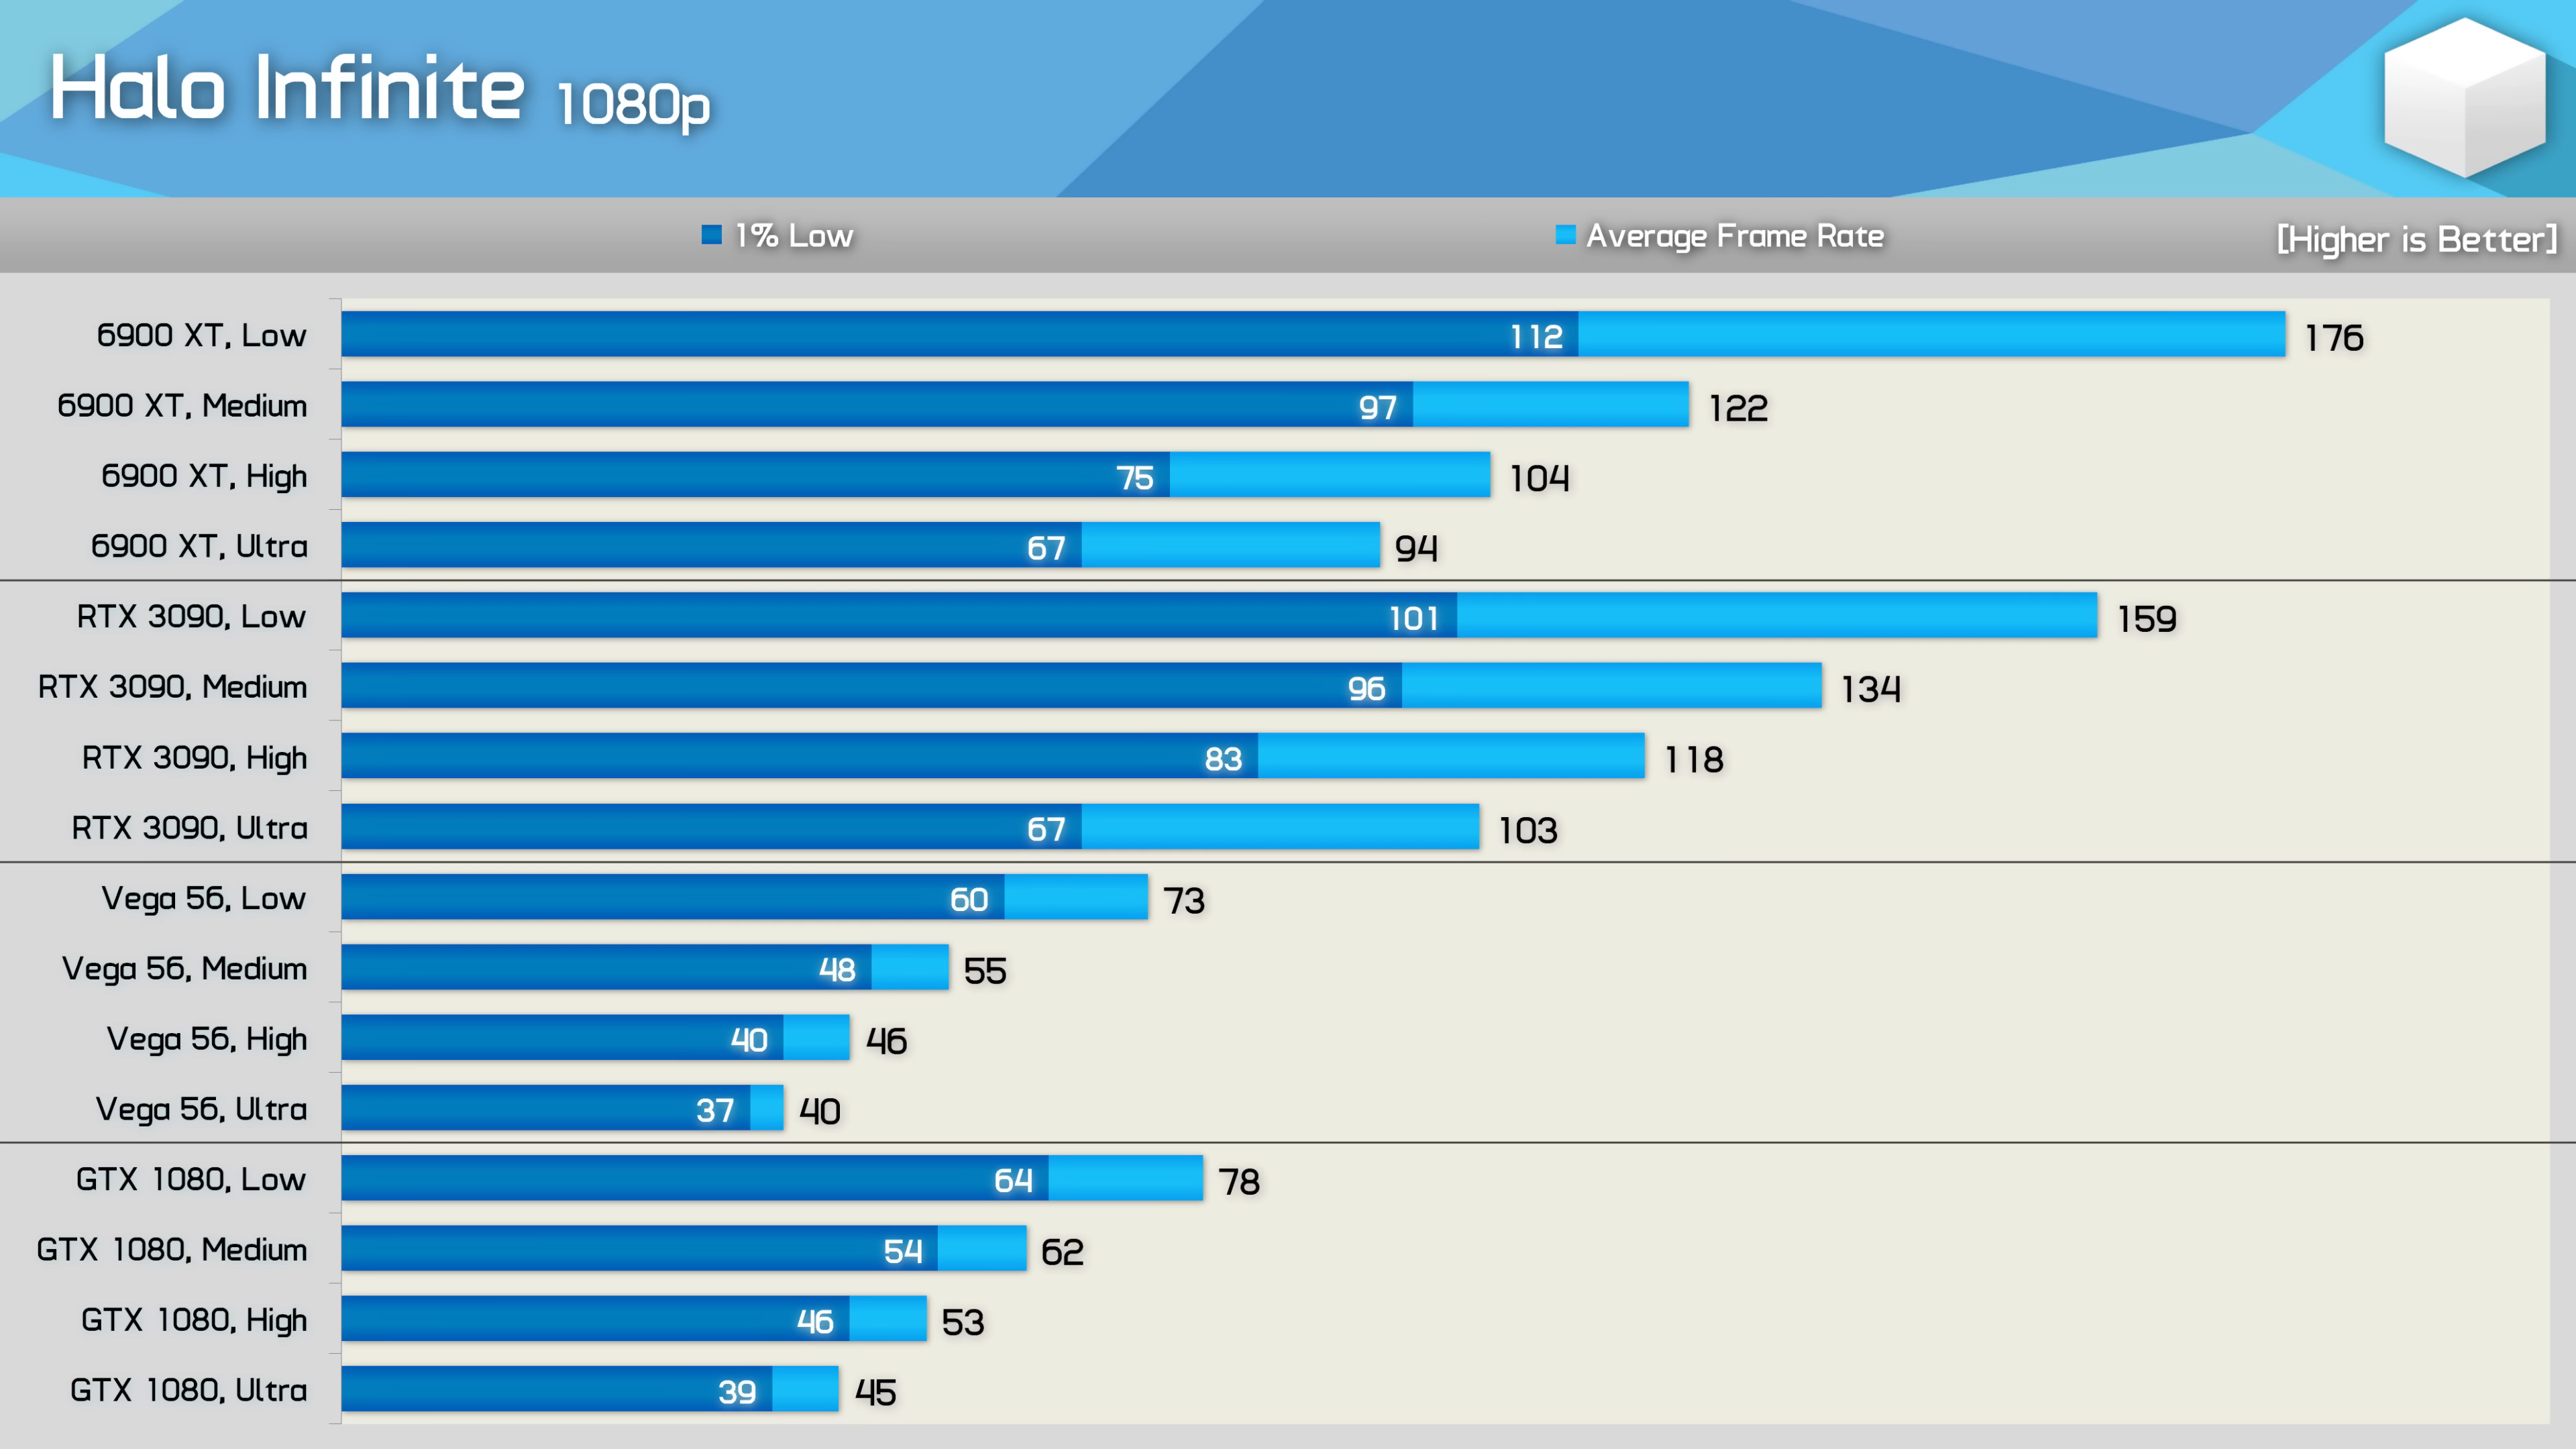 Halo Infinite 1080p
1% Low Average Frame Rate [Higher is Better]
6900 XT, Low 112 176
6900 XT, Medium 97 122
6900 XT, High 75 104
6900 XT, Ultra 67 94
RTX 3090, Low 101 159
RTX 3090, Medium 96 134
RTX 3090, High 83 118
RTX 3090, Ultra 67 103
Vega 56, Low 60 73
Vega 56, Medium 48 55
Vega 56, High 40 46
Vega 56, Ultra 37 40
GTX 1080, Low 64 78
GTX 1080, Medium 54 62
GTX 1080, High 46 53
GTX 1080, Ultra 39 45